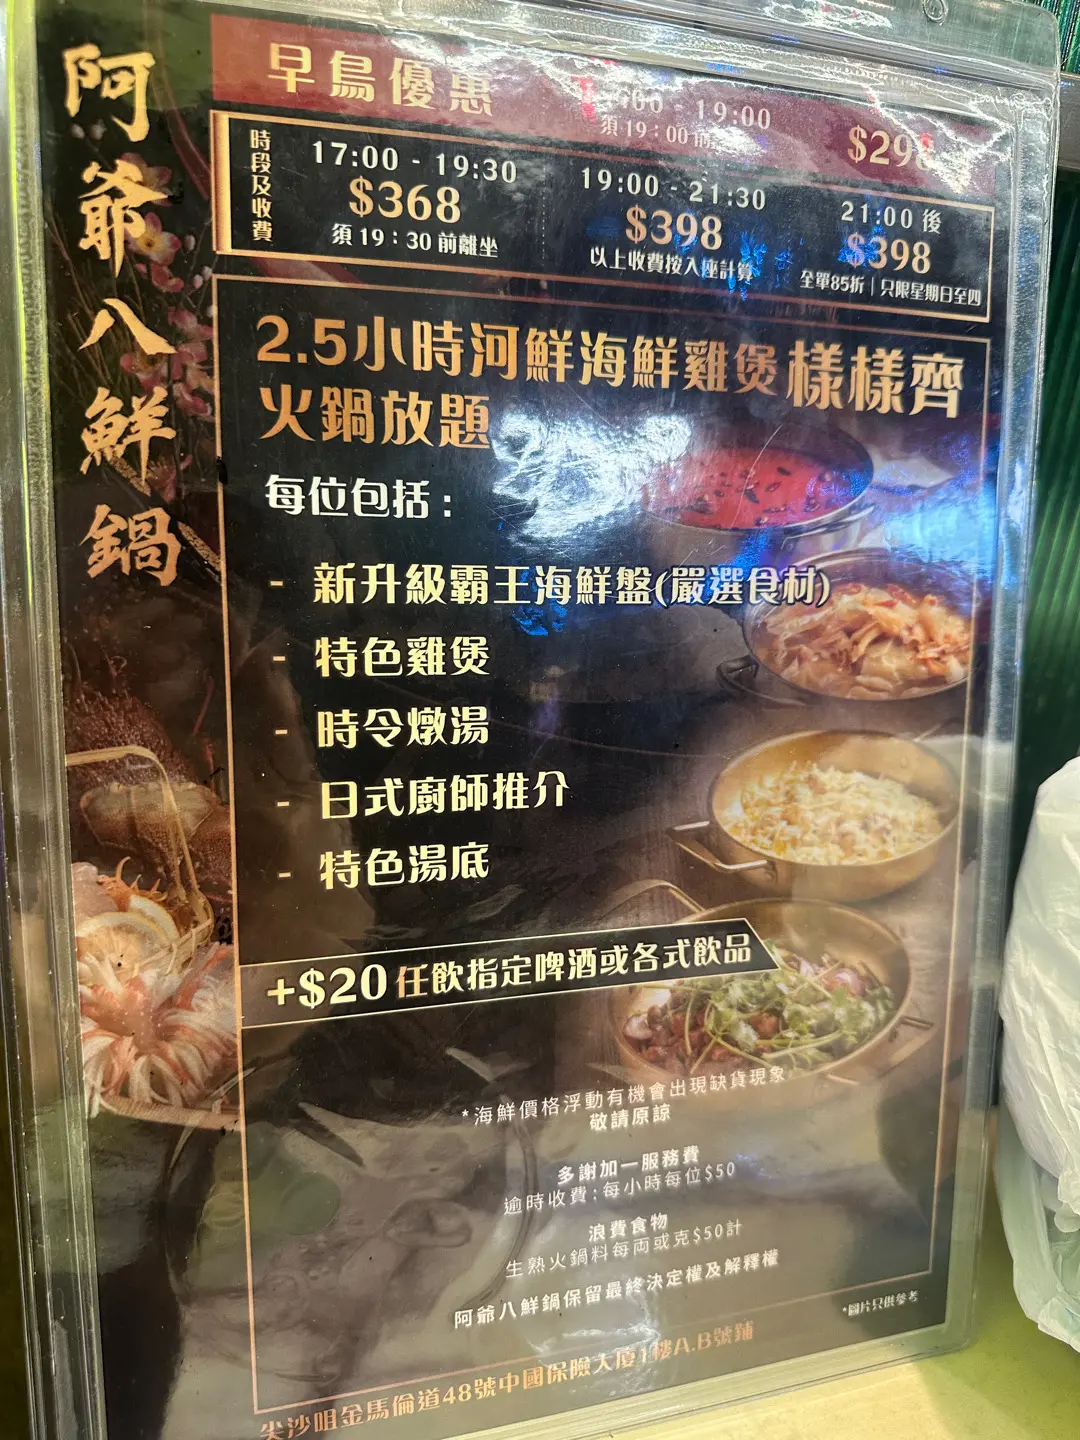 阿爺八鮮鍋
早鳥優惠
:00 - 19:00
須19：00前
$298
時段及收費
17:00 - 19:30
$368
須19：30前離坐
19:00 - 21:30
$398
以上收費按入座計算
21:00 後
$398
全單85折｜只限星期日至四
2.5小時河鮮海鮮雞煲樣樣齊
火鍋放題
每位包括：
- 新升級霸王海鮮盤(嚴選食材)
- 特色雞煲
- 時令燉湯
- 日式廚師推介
- 特色湯底
+$20任飲指定啤酒或各式飲品
*海鮮價格浮動有機會出現缺貨現象
敬請原諒
多謝加一服務費
逾時收費：每小時每位$50
浪費食物
生熟火鍋料每両或克$50計
阿爺八鮮鍋保留最終決定權及解釋權
*圖片只供參考
尖沙咀金馬倫道48號中國保險大廈1樓A.B號鋪